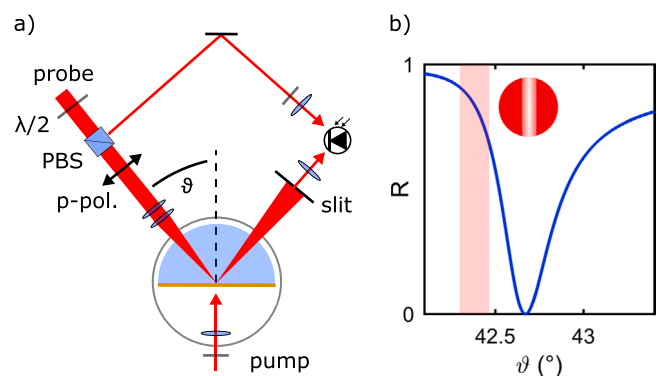 a)
probe
λ/2
PBS
p-pol.
ϑ
slit
pump
b)
1
R
0
42.5
43
ϑ (°)